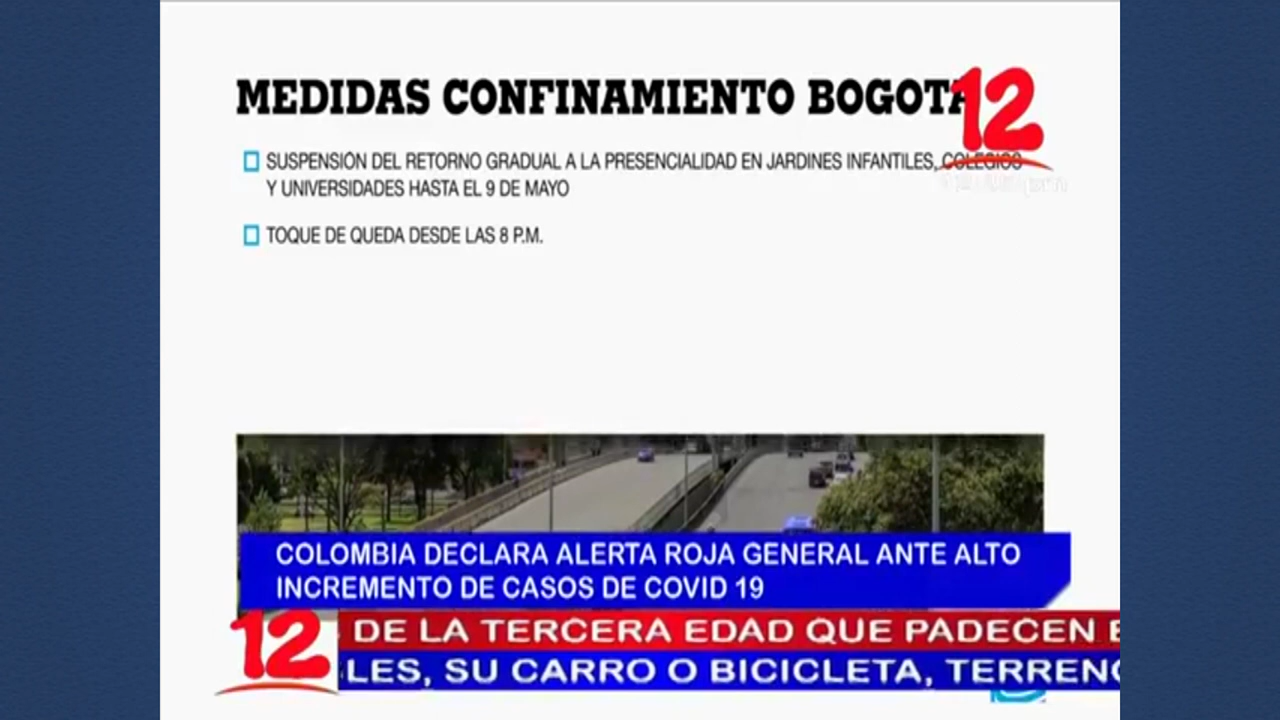 MEDIDAS CONFINAMIENTO BOGOTÁ
12
SUSPENSIÓN DEL RETORNO GRADUAL A LA PRESENCIALIDAD EN JARDINES INFANTILES, COLEGIOS
Y UNIVERSIDADES HASTA EL 9 DE MAYO
TOQUE DE QUEDA DESDE LAS 8 P.M.
COLOMBIA DECLARA ALERTA ROJA GENERAL ANTE ALTO
INCREMENTO DE CASOS DE COVID 19
12
DE LA TERCERA EDAD QUE PADECEN
LES, SU CARRO O BICICLETA, TERRENO